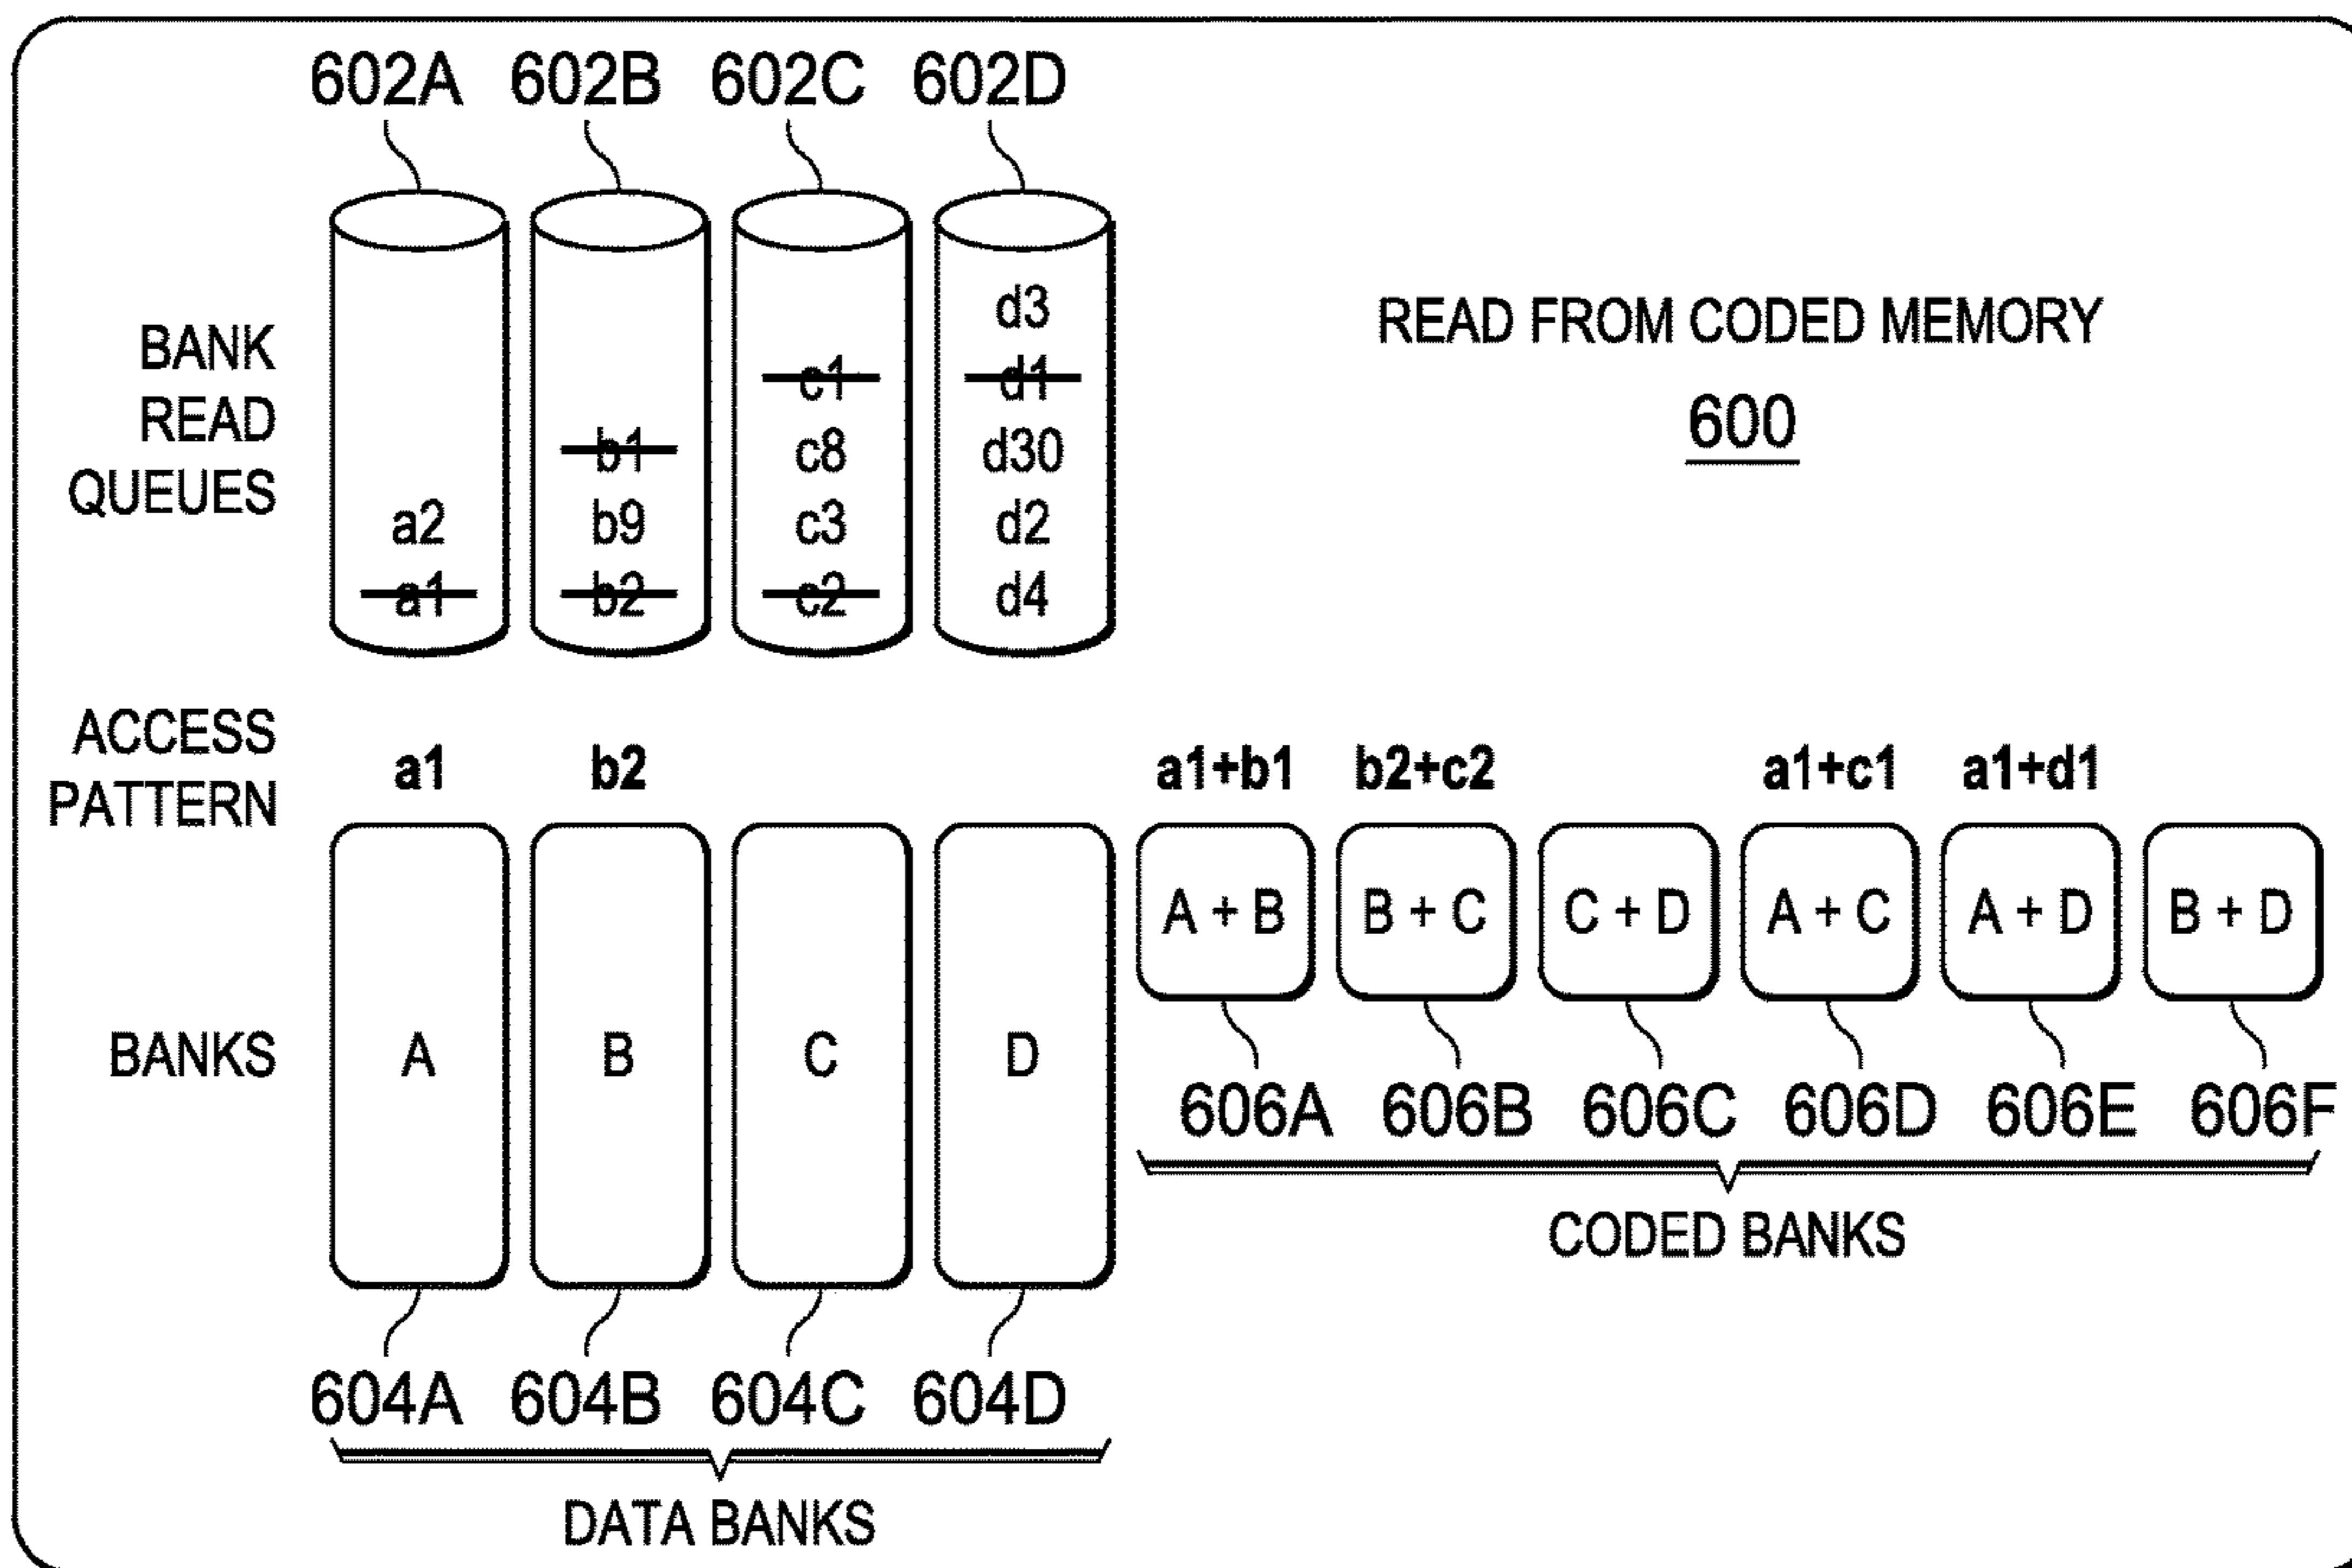 602A 602B 602C 602D
BANK
READ
QUEUES
d3
c1 d1
b1 c8 d30
a2 b9 c3 d2
a1 b2 c2 d4
READ FROM CODED MEMORY
600
ACCESS
PATTERN
a1 b2 a1+b1 b2+c2 a1+c1 a1+d1
A + B B + C C + D A + C A + D B + D
BANKS A B C D
606A 606B 606C 606D 606E 606F
CODED BANKS
604A 604B 604C 604D
DATA BANKS